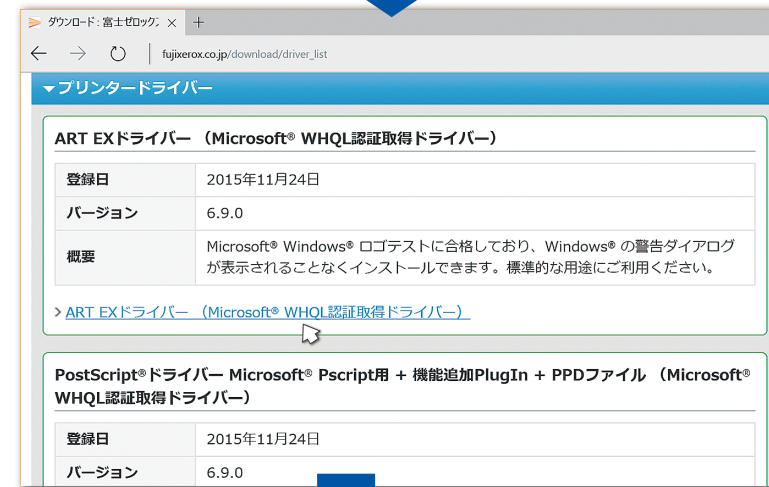 ダウンロード : 富士ゼロックス
fujixerox.co.jp/download/driver_list
プリンタードライバー
ART EXドライバー （Microsoft® WHQL認証取得ドライバー）
登録日 2015年11月24日
バージョン 6.9.0
概要 Microsoft® Windows® ロゴテストに合格しており、Windows® の警告ダイアログ
が表示されることなくインストールできます。標準的な用途にご利用ください。
ART EXドライバー （Microsoft® WHQL認証取得ドライバー）
PostScript®ドライバー Microsoft® Pscript用 + 機能追加PlugIn + PPDファイル （Microsoft®
WHQL認証取得ドライバー）
登録日 2015年11月24日
バージョン 6.9.0